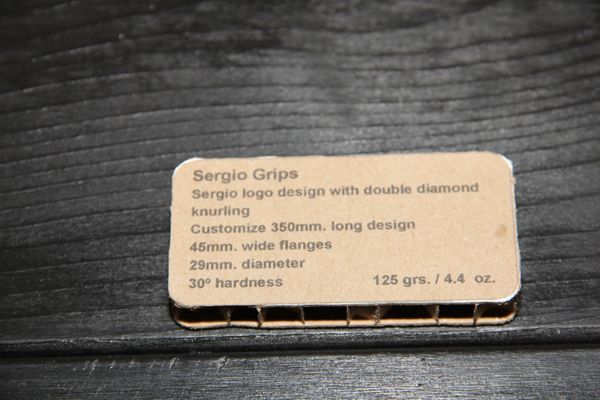 Sergio Grips
Sergio logo design with double diamond
knurling
Customize 350mm. long design
45mm. wide flanges
29mm. diameter
30º hardness 125 grs. / 4.4 oz.